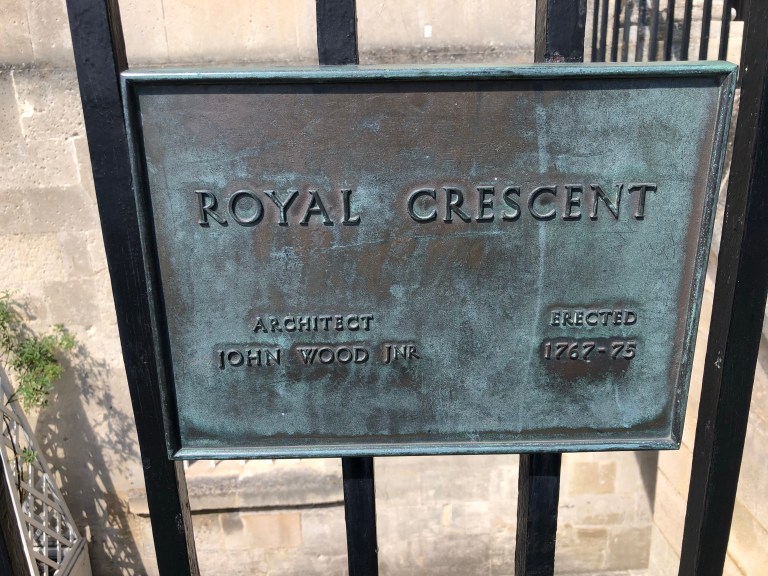 ROYAL CRESCENT
ARCHITECT ERECTED
JOHN WOOD JNR 1767-75